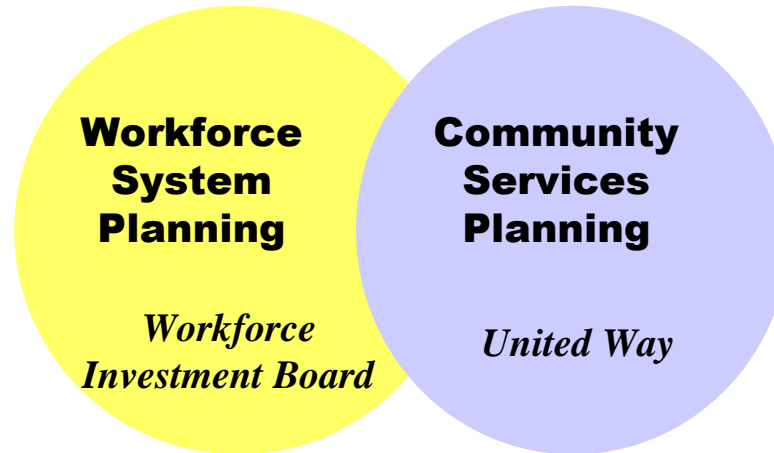 Workforce
System
Planning
Workforce
Investment Board
Community
Services
Planning
United Way